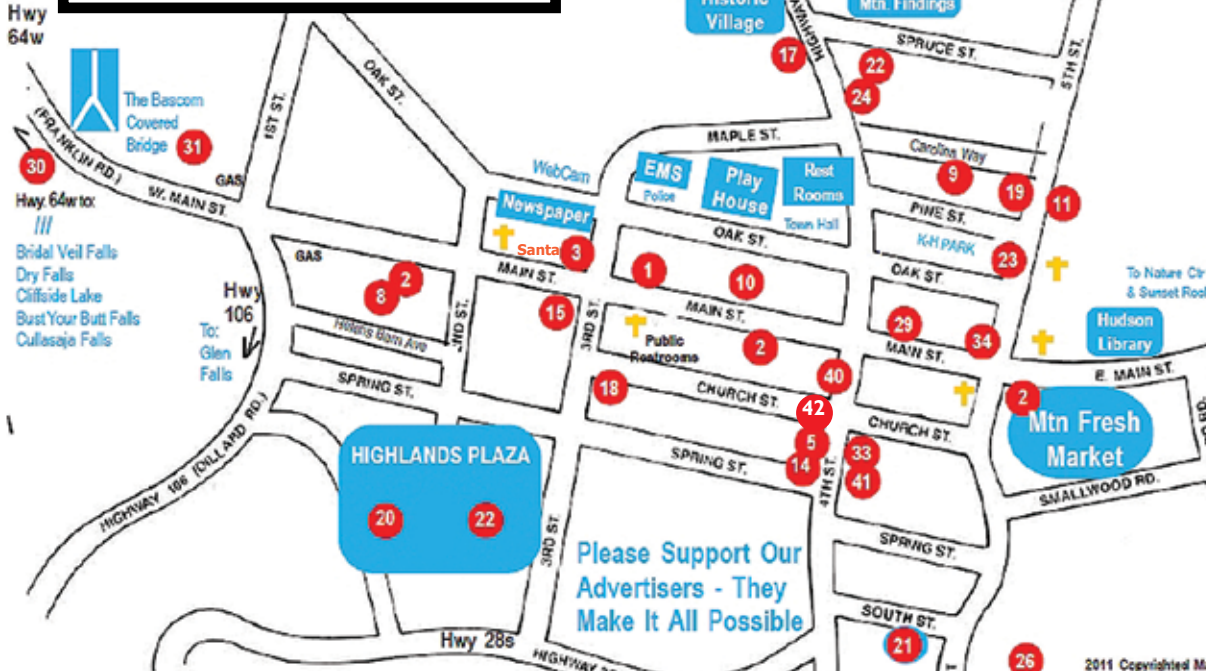 Hwy
64w
Historic
Village
Mtn. Findings
HIGHWAY
SPRUCE ST.
5TH ST.
17
22
24
OAK ST.
1ST ST.
The Bascom
Covered
Bridge
31
(FRANKLIN RD.)
30
GAS
W. MAIN ST.
Hwy. 64w to:
///
Bridal Veil Falls
Dry Falls
Cliffside Lake
Bust Your Butt Falls
Cullasaja Falls
MAPLE ST.
Carolina Way
9
19
11
WebCam
EMS
Police
Play
House
Rest
Rooms
Town Hall
PINE ST.
K-H PARK
23
Newspaper
Santa
3
OAK ST.
OAK ST.
GAS
MAIN ST.
1
10
2
8
Hwy
106
To:
Glen
Falls
Helen's Barn Ave
2ND ST.
15
3RD ST.
MAIN ST.
Public
Restrooms
2
29
34
MAIN ST.
To Nature Ctr
& Sunset Rock
Hudson
Library
E. MAIN ST.
SPRING ST.
18
CHURCH ST.
40
42
5
14
33
41
CHURCH ST.
2
Mtn Fresh
Market
SMALLWOOD RD.
HIGHWAY 106 (DILLARD RD.)
HIGHLANDS PLAZA
20
22
SPRING ST.
4TH ST.
3RD ST.
SPRING ST.
Please Support Our
Advertisers - They
Make It All Possible
SOUTH ST.
21
Hwy 28s
HIGHWAY
26
2011 Copyrighted